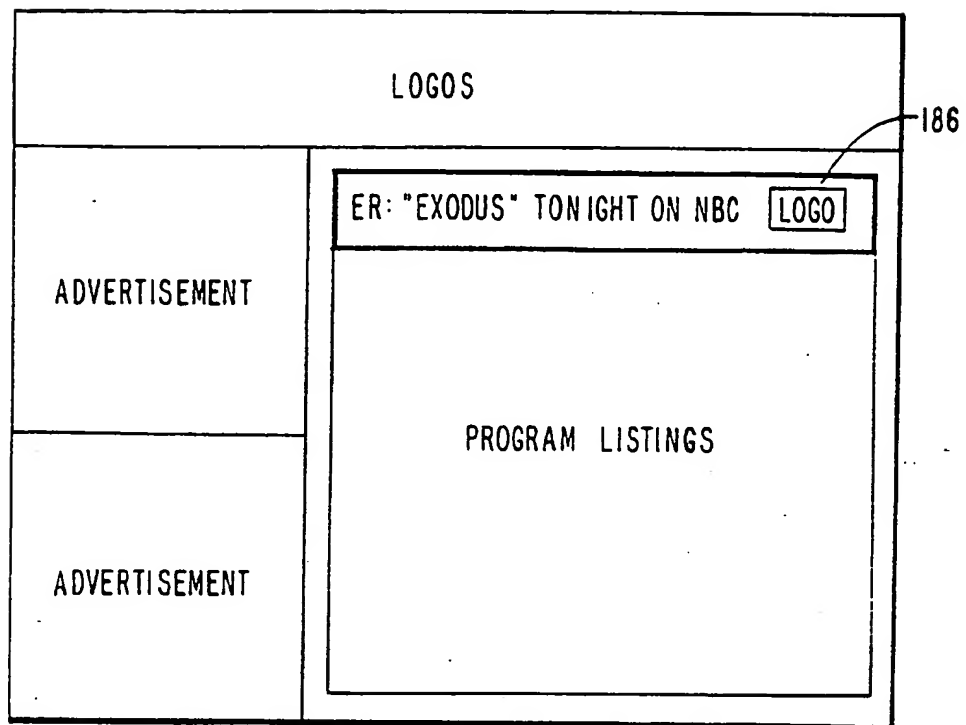 LOGOS
186
ER: "EXODUS" TONIGHT ON NBC LOGO
ADVERTISEMENT
PROGRAM LISTINGS
ADVERTISEMENT